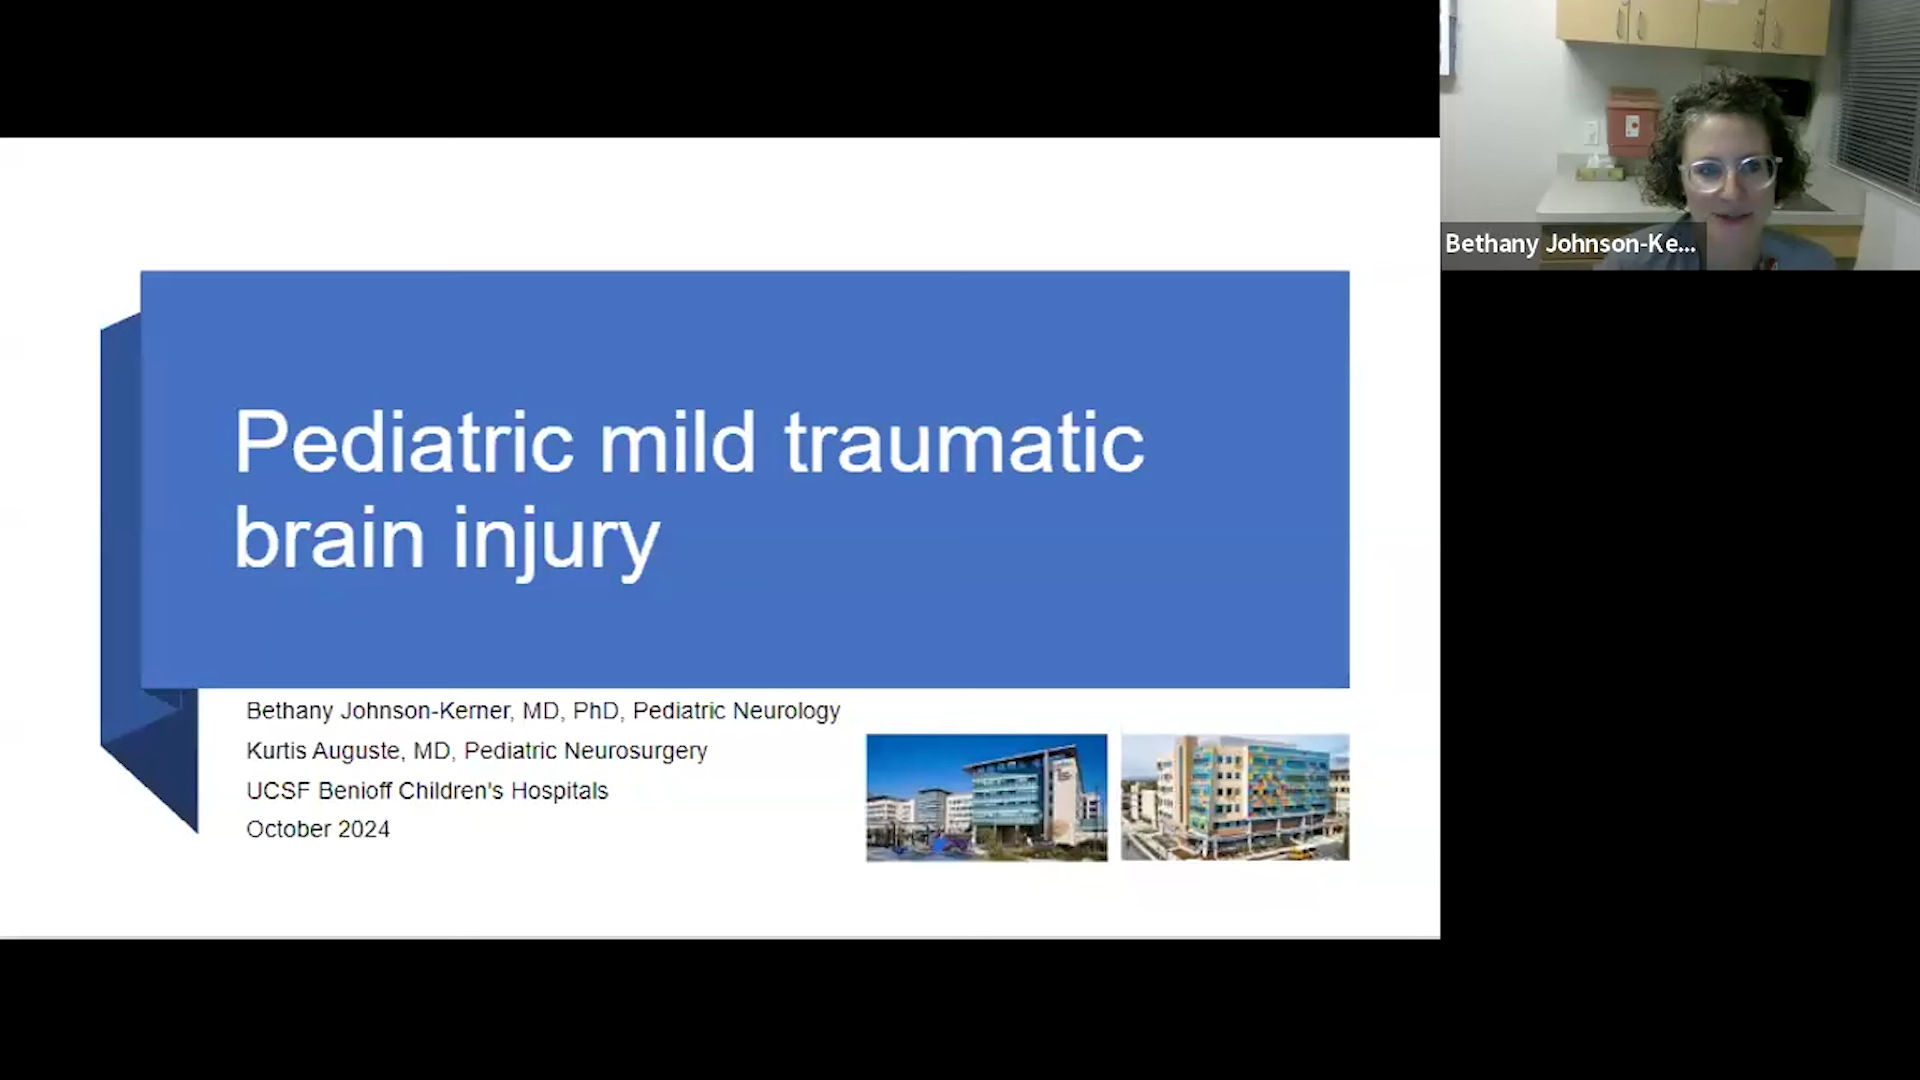 Pediatric mild traumatic
brain injury
Bethany Johnson-Kerner, MD, PhD, Pediatric Neurology
Kurtis Auguste, MD, Pediatric Neurosurgery
UCSF Benioff Children's Hospitals
October 2024
Bethany Johnson-Ke...